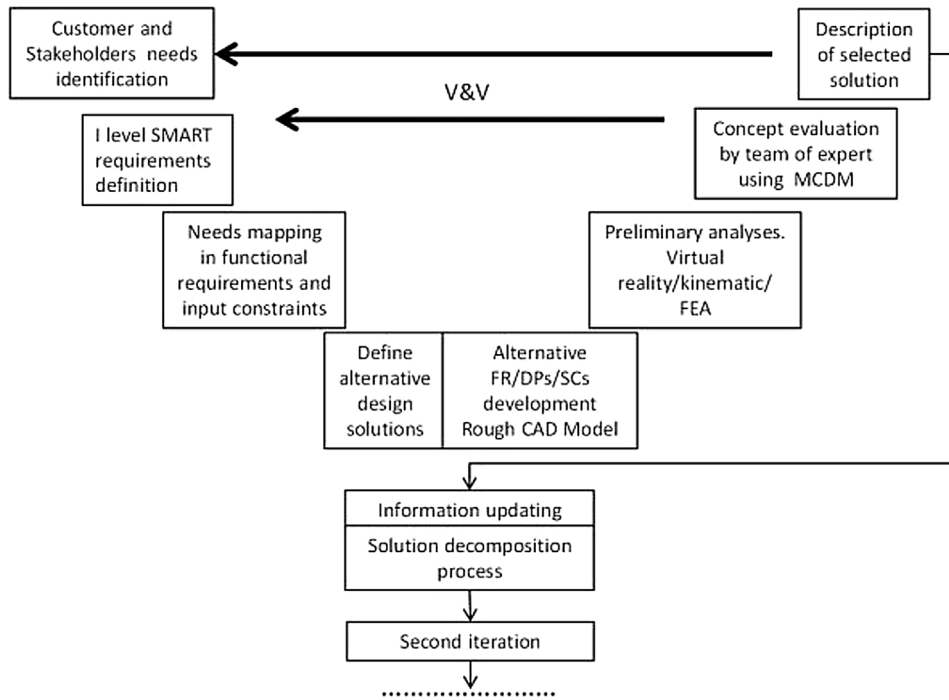 Customer and
Stakeholders needs
identification
Description
of selected
solution
V&V
I level SMART
requirements
definition
Concept evaluation
by team of expert
using MCDM
Needs mapping
in functional
requirements and
input constraints
Preliminary analyses.
Virtual
reality/kinematic/
FEA
Define
alternative
design
solutions
Alternative
FR/DPs/SCs
development
Rough CAD Model
Information updating
Solution decomposition
process
Second iteration